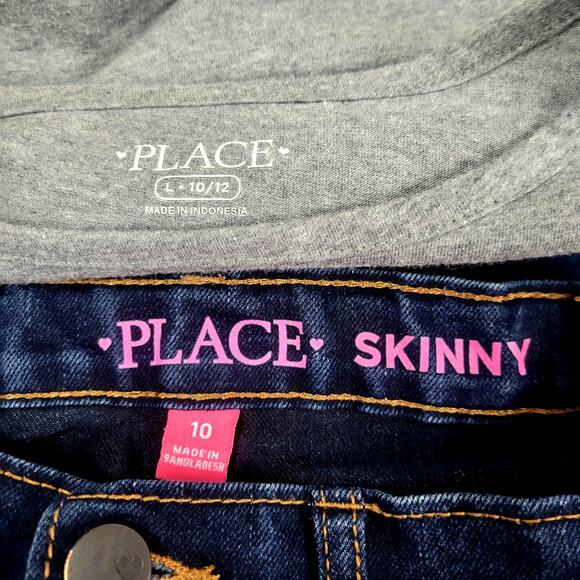 PLACE
L • 10/12
MADE IN INDONESIA
PLACE SKINNY
10
MADE IN
BANGLADESH